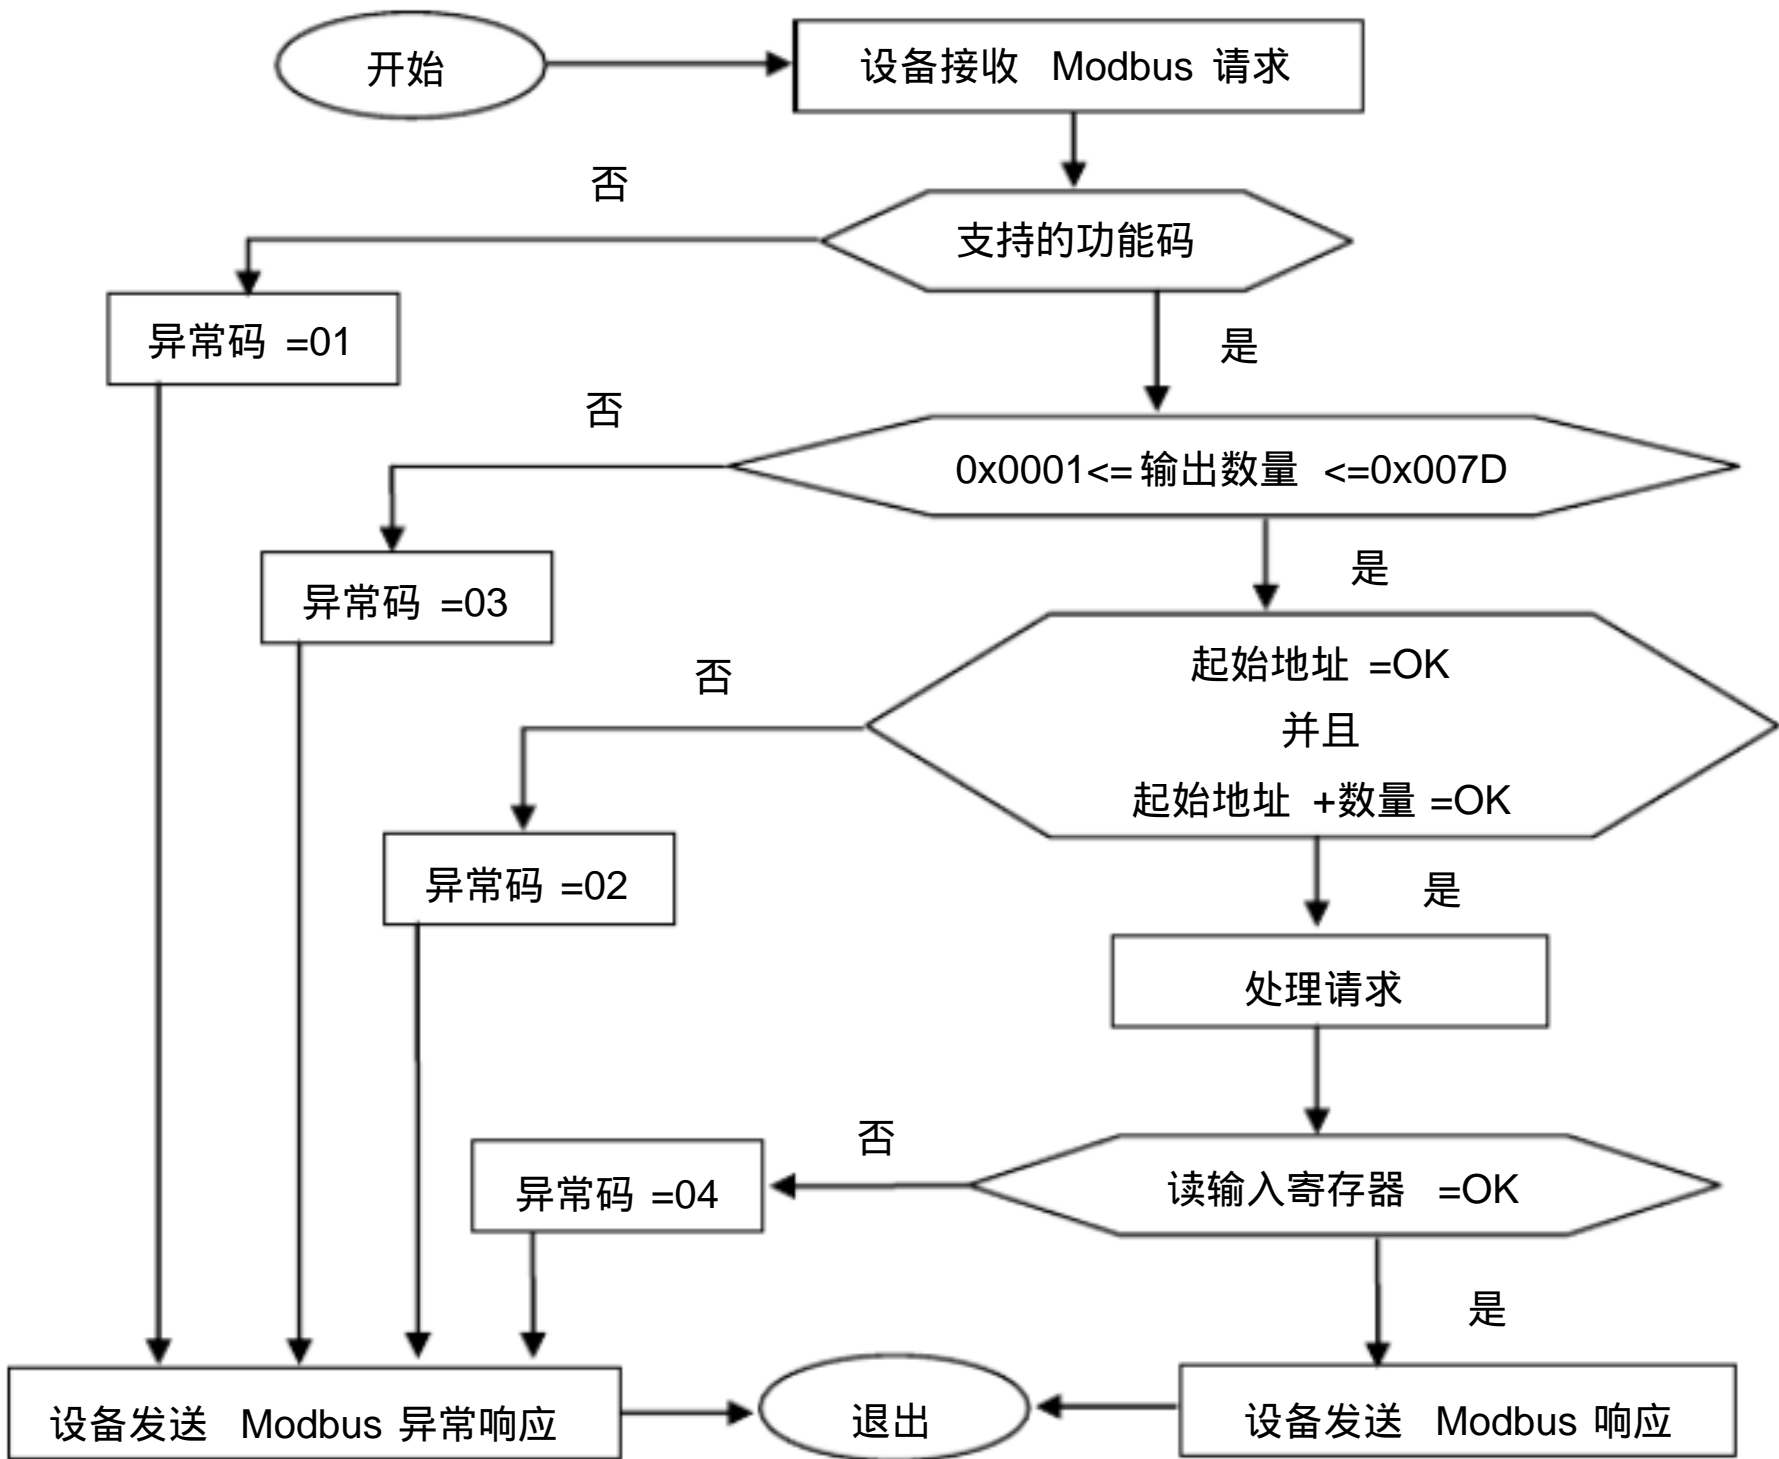 开始
设备接收 Modbus 请求
否
支持的功能码
是
异常码 =01
否
0x0001<=输出数量 <=0x007D
是
异常码 =03
否
起始地址 =OK
并且
起始地址 +数量 =OK
异常码 =02
是
处理请求
否
异常码 =04
读输入寄存器 =OK
是
设备发送 Modbus 异常响应
退出
设备发送 Modbus 响应